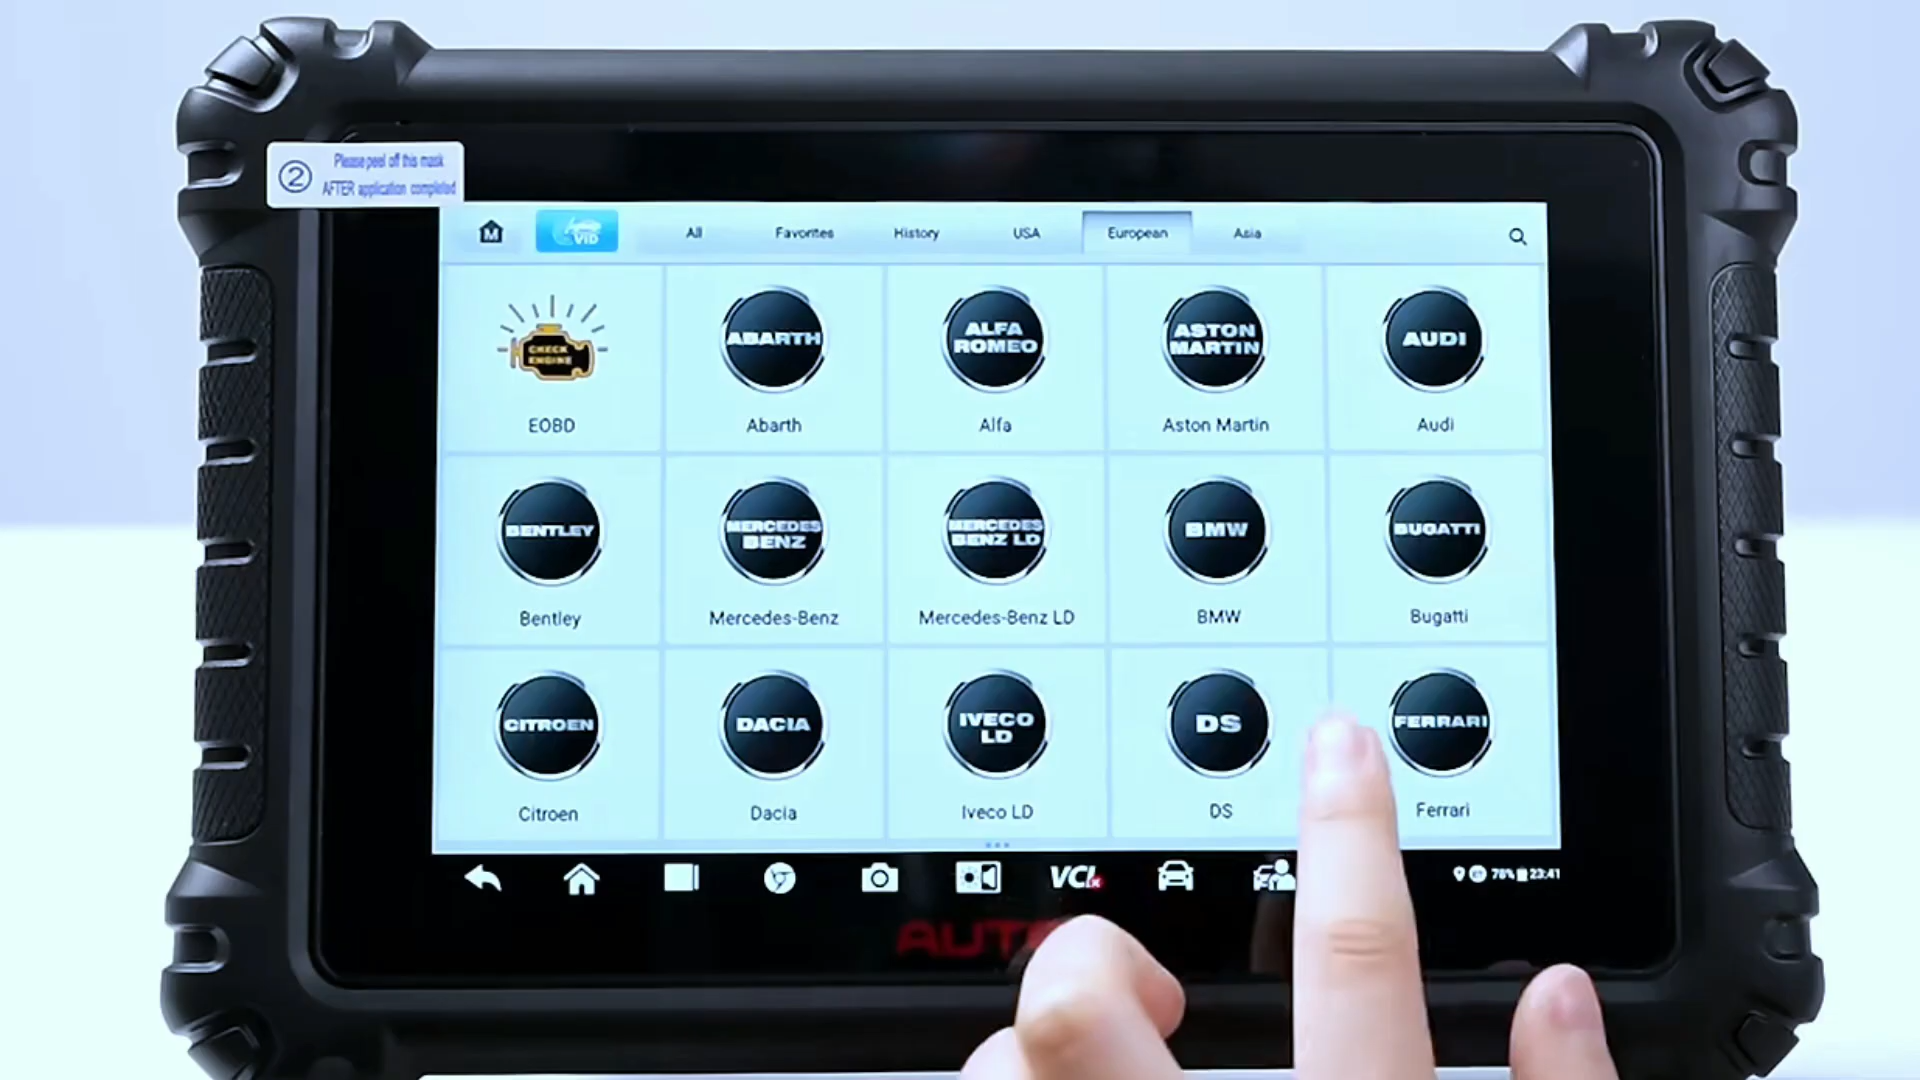 ②
Please peel off this mask
AFTER application completed
M
VID
All
Favorites
History
USA
European
Asia
CHECK
ENGINE
EOBD
ABARTH
Abarth
ALFA
ROMEO
Alfa
ASTON
MARTIN
Aston Martin
AUDI
Audi
BENTLEY
Bentley
MERCEDES
BENZ
Mercedes-Benz
MERCEDES
BENZ LD
Mercedes-Benz LD
BMW
BMW
BUGATTI
Bugatti
CITROEN
Citroen
DACIA
Dacia
IVECO
LD
Iveco LD
DS
DS
FERRARI
Ferrari
VCI
78% 23:41
AUTE